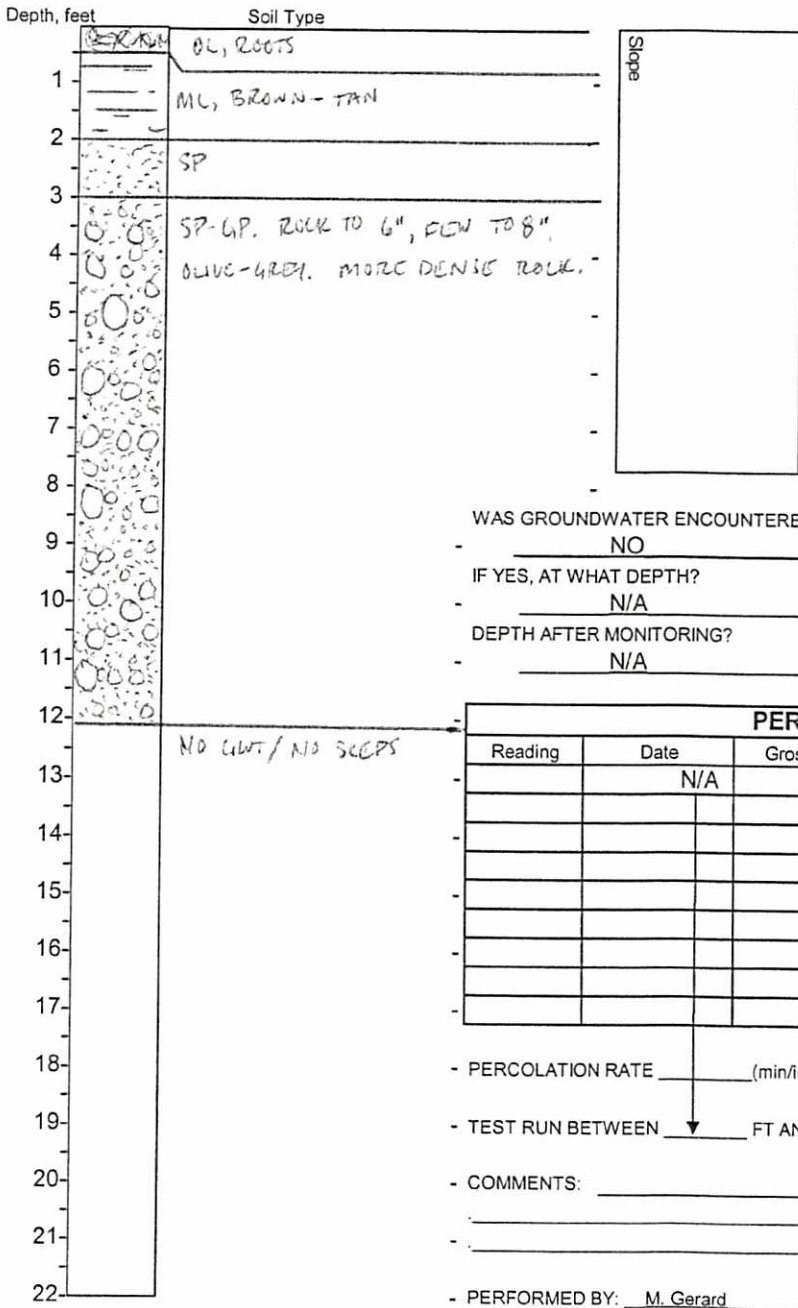 Depth, feet
Soil Type
OL, ROOTS
Slope
1
ML, BROWN-TAN
2
SP
3
SP-GP. ROCK TO 6", FEW TO 8".
4
OLIVE-GREY. MORE DENSE ROCK.
5
6
7
8
WAS GROUNDWATER ENCOUNTERE
9
NO
IF YES, AT WHAT DEPTH?
10
N/A
DEPTH AFTER MONITORING?
11
N/A
12
PER
NO GWT / NO SEEPS
Reading Date Gros
13
N/A
14
15
16
17
18
PERCOLATION RATE (min/i
19
TEST RUN BETWEEN FT AN
20
COMMENTS:
21
22
PERFORMED BY: M. Gerard